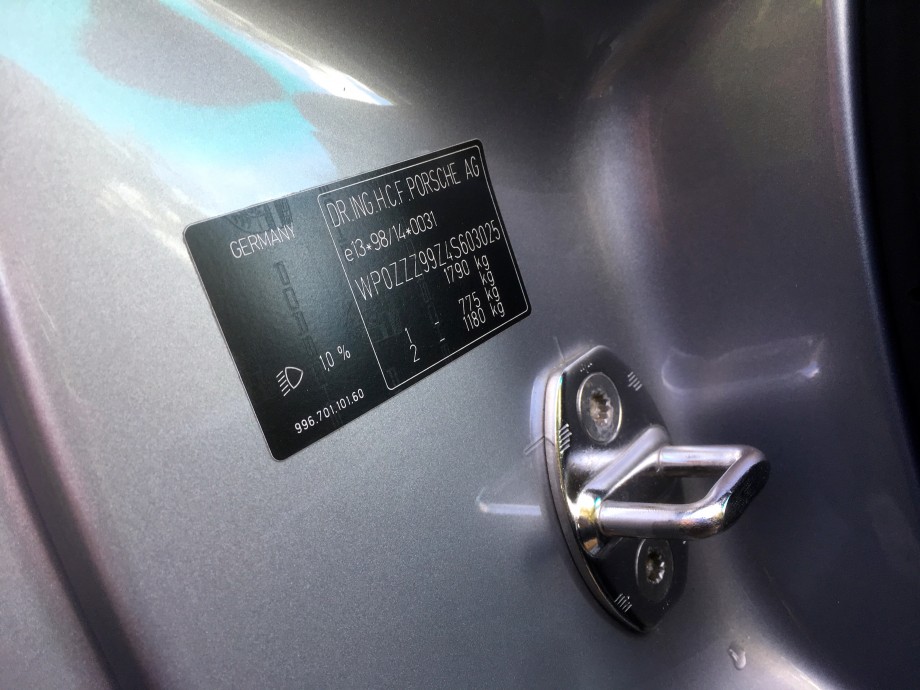 GERMANY
1,0 %
996.701.101.60
DR.ING.H.C.F.PORSCHE AG
e13*98/14*0031
WP0ZZZ99Z4S603025
1790 kg
1 - 775 kg
2 - 1180 kg